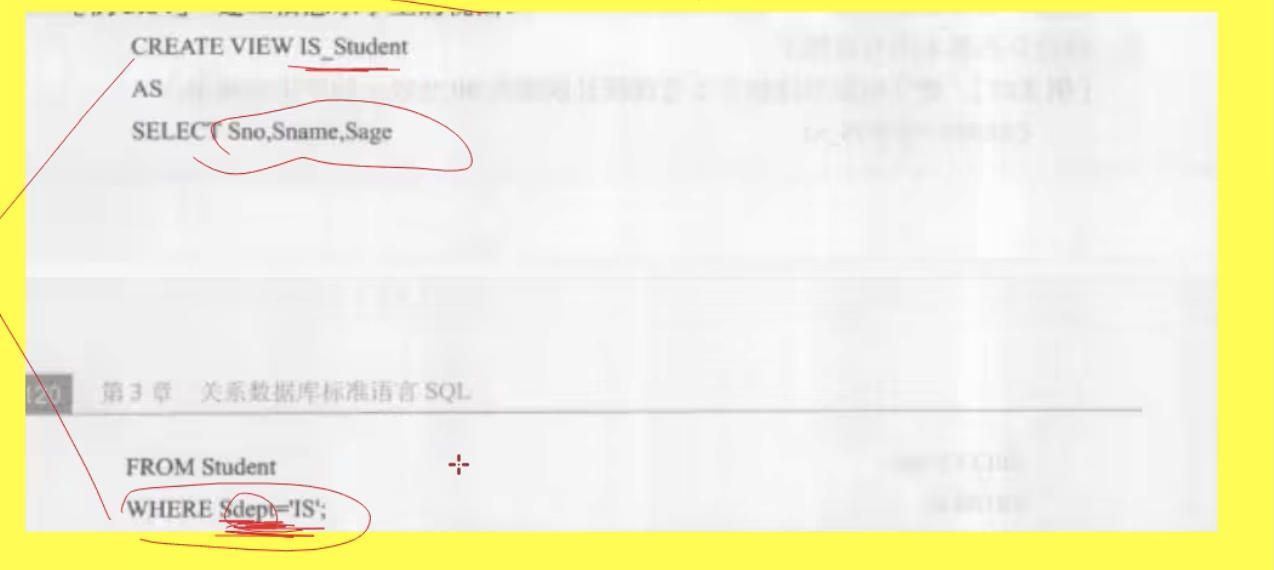 CREATE VIEW IS_Student
AS
SELECT Sno,Sname,Sage
120 第 3 章 关系数据库标准语言 SQL
FROM Student
WHERE Sdept='IS';